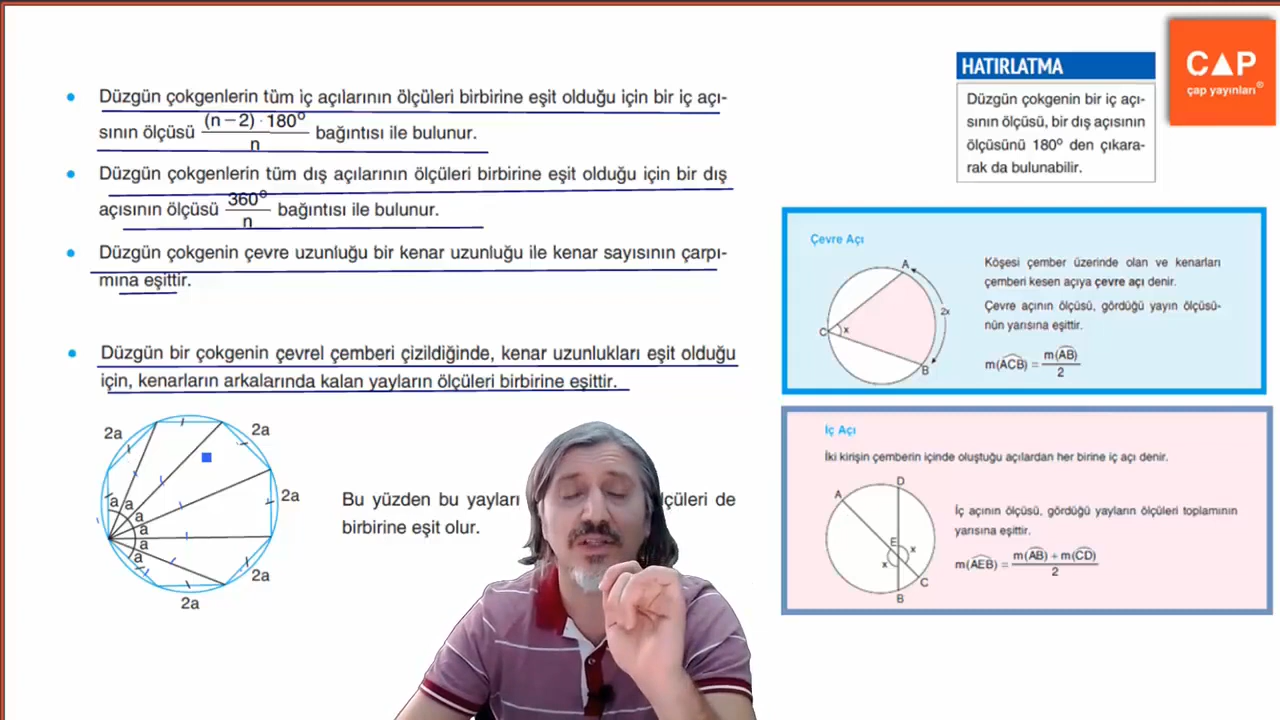 HATIRLATMA
CAP
çap yayınları®
Düzgün çokgenlerin tüm iç açılarının ölçüleri birbirine eşit olduğu için bir iç açı-
sının ölçüsü (n-2)·180° / n bağıntısı ile bulunur.
Düzgün çokgenlerin tüm dış açılarının ölçüleri birbirine eşit olduğu için bir dış
açısının ölçüsü 360° / n bağıntısı ile bulunur.
Düzgün çokgenin çevre uzunluğu bir kenar uzunluğu ile kenar sayısının çarpı-
mına eşittir.
Düzgün bir çokgenin çevrel çemberi çizildiğinde, kenar uzunlukları eşit olduğu
için, kenarların arkalarında kalan yayların ölçüleri birbirine eşittir.
2a
2a
2a
2a
2a
a
a
a
a
a
a
Bu yüzden bu yayları
lçüleri de
birbirine eşit olur.
Düzgün çokgenin bir iç açı-
sının ölçüsü, bir dış açısının
ölçüsünü 180° den çıkara-
rak da bulunabilir.
Çevre Açı
A
2x
C
x
B
Köşesi çember üzerinde olan ve kenarları
çemberi kesen açıya çevre açı denir.
Çevre açının ölçüsü, gördüğü yayın ölçüsü-
nün yarısına eşittir.
m(ACB) = m(AB) / 2
İç Açı
İki kirişin çemberin içinde oluştuğu açılardan her birine iç açı denir.
D
A
E
x
x
C
B
İç açının ölçüsü, gördüğü yayların ölçüleri toplamının
yarısına eşittir.
m(AEB) = m(AB) + m(CD) / 2